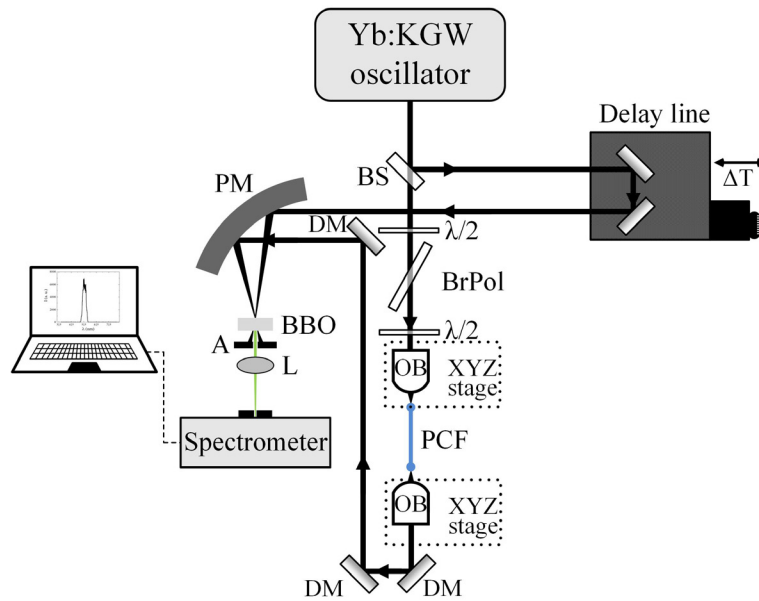 Yb:KGW
oscillator
Delay line
BS
ΔT
PM
DM
λ/2
BrPol
λ/2
BBO
A
L
OB
XYZ
stage
PCF
Spectrometer
OB
XYZ
stage
DM
DM